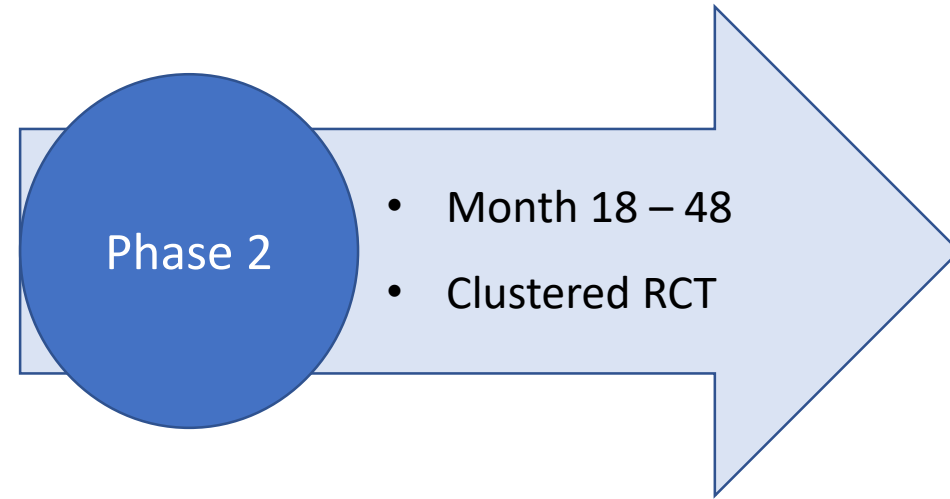 Phase 2
• Month 18 – 48
• Clustered RCT